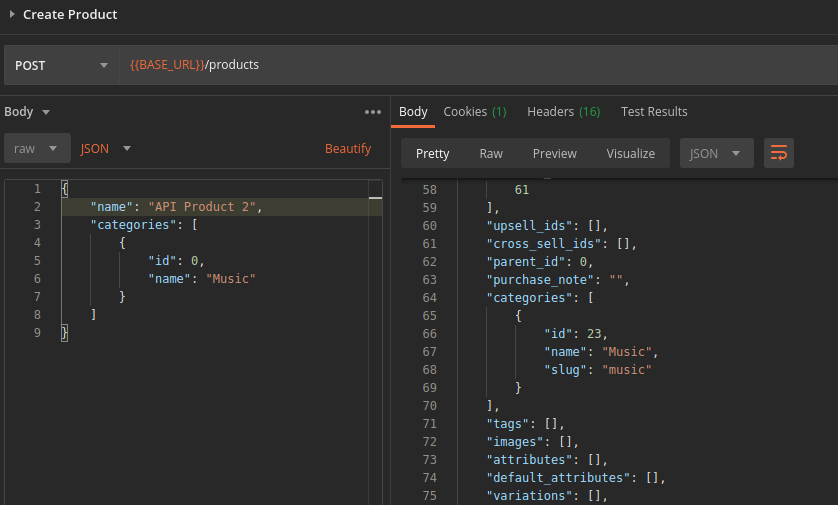 Create Product
POST {{BASE_URL}}/products
Body
raw JSON Beautify
1 {
2 "name": "API Product 2",
3 "categories": [
4 {
5 "id": 0,
6 "name": "Music"
7 }
8 ]
9 }
Body Cookies (1) Headers (16) Test Results
Pretty Raw Preview Visualize JSON
58 61
59 ],
60 "upsell_ids": [],
61 "cross_sell_ids": [],
62 "parent_id": 0,
63 "purchase_note": "",
64 "categories": [
65 {
66 "id": 23,
67 "name": "Music",
68 "slug": "music"
69 }
70 ],
71 "tags": [],
72 "images": [],
73 "attributes": [],
74 "default_attributes": [],
75 "variations": [],